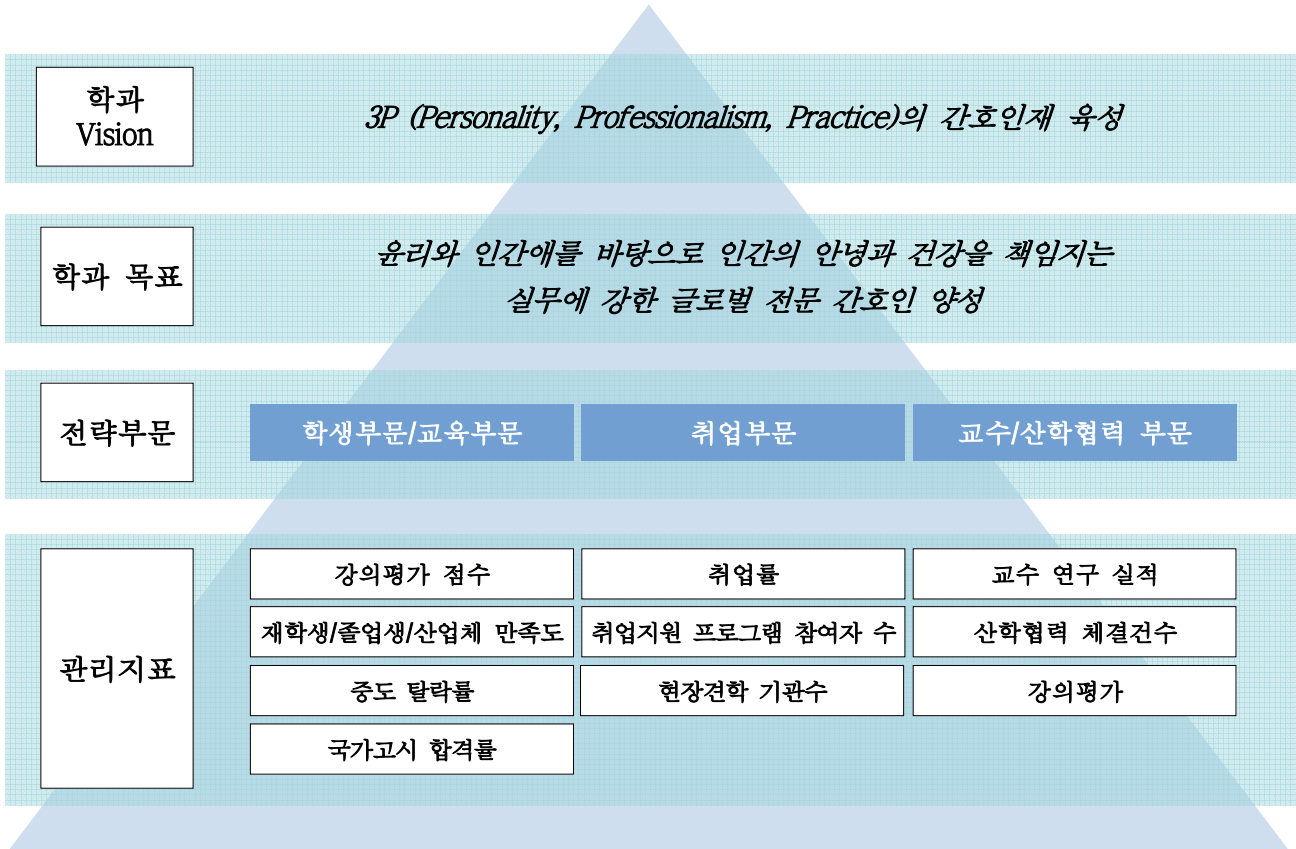 학과
Vision
3P (Personality, Professionalism, Practice)의 간호인재 육성
학과 목표
윤리와 인간애를 바탕으로 인간의 안녕과 건강을 책임지는
실무에 강한 글로벌 전문 간호인 양성
전략부문
학생부문/교육부문
취업부문
교수/산학협력 부문
관리지표
강의평가 점수
취업률
교수 연구 실적
재학생/졸업생/산업체 만족도
취업지원 프로그램 참여자 수
산학협력 체결건수
중도 탈락률
현장견학 기관수
강의평가
국가고시 합격률